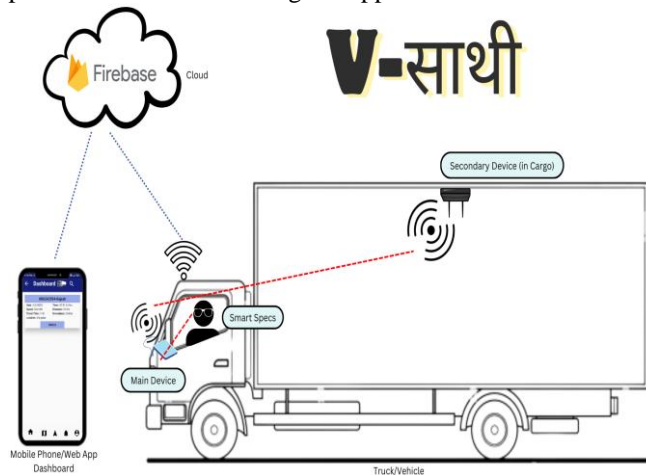 Firebase
Cloud
V-साथी
Secondary Device (in Cargo)
Smart Specs
Main Device
Dashboard
Mobile Phone/Web App
Dashboard
Truck/Vehicle